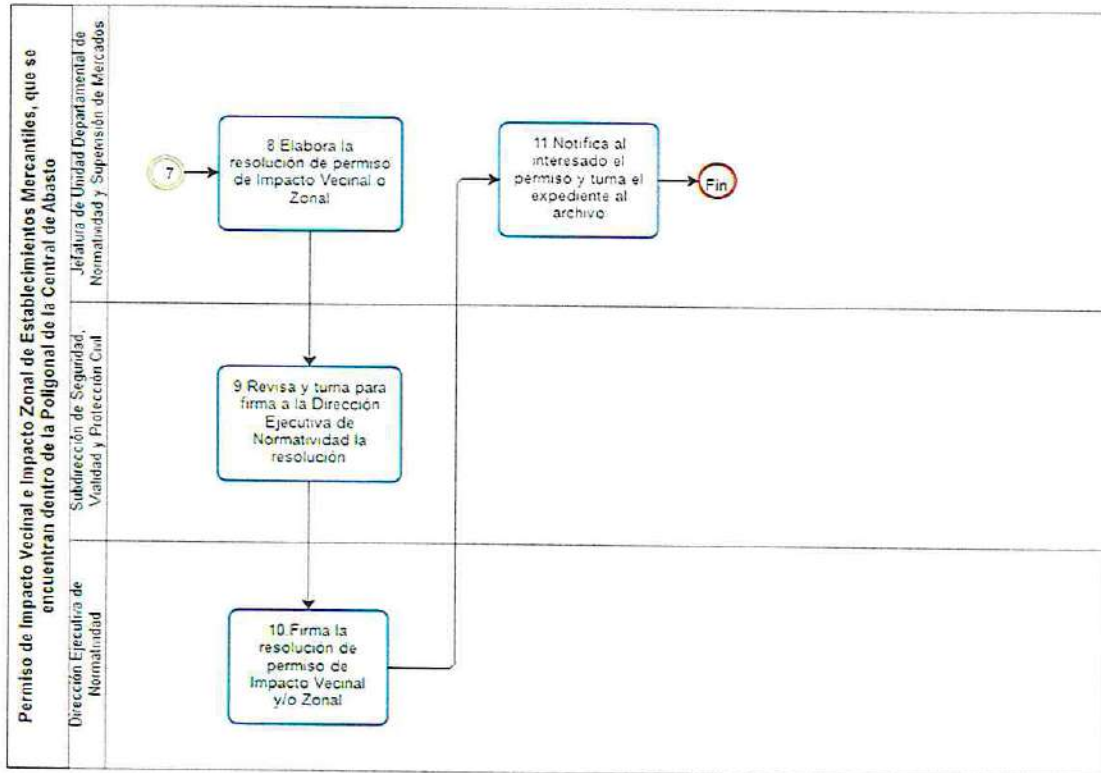 Permiso de Impacto Vecinal e Impacto Zonal de Establecimientos Mercantiles, que se
encuentran dentro de la Poligonal de la Central de Abasto
Jefatura de Unidad Departamental de
Normatividad y Supervisión de Mercados
7
8 Elabora la
resolución de permiso
de Impacto Vecinal o
Zonal
11 Notifica al
interesado el
permiso y turna el
expediente al
archivo
Fin
Subdirección de Seguridad,
Vialidad y Protección Civil
9 Revisa y turna para
firma a la Dirección
Ejecutiva de
Normatividad la
resolución
Dirección Ejecutiva de
Normatividad
10.Firma la
resolución de
permiso de
Impacto Vecinal
y/o Zonal